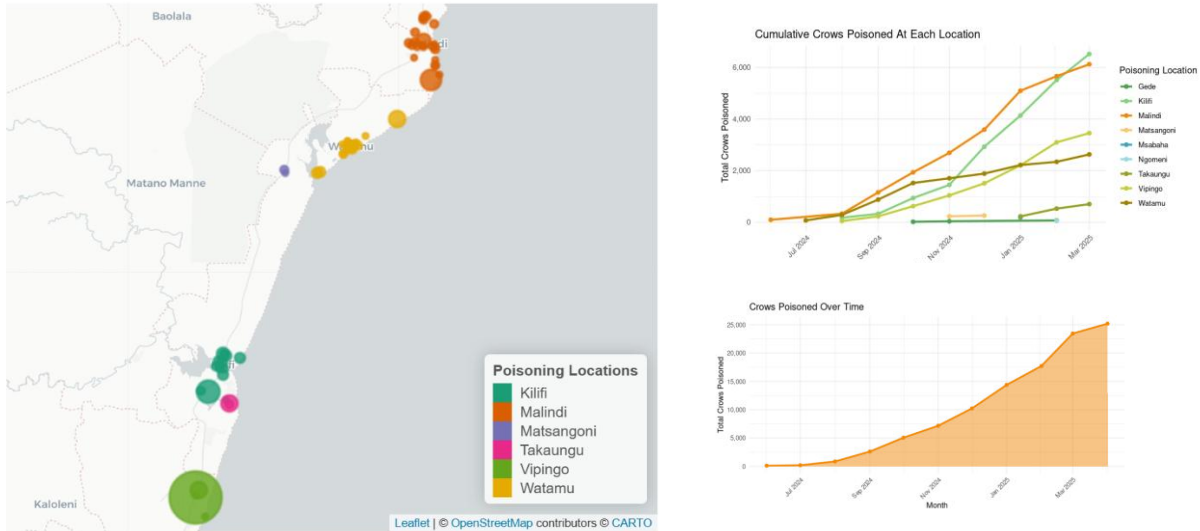 Baolala
di
Watamu
Matano Manne
fi
Kaloleni
Poisoning Locations
Kilifi
Malindi
Matsangoni
Takaungu
Vipingo
Watamu
Leaflet | © OpenStreetMap contributors © CARTO
Cumulative Crows Poisoned At Each Location
Total Crows Poisoned
6,000
4,000
2,000
0
Jul 2024
Sep 2024
Nov 2024
Jan 2025
Mar 2025
Poisoning Location
Gede
Kilifi
Malindi
Matsangoni
Msabaha
Ngomeni
Takaungu
Vipingo
Watamu
Crows Poisoned Over Time
Total Crows Poisoned
25,000
20,000
15,000
10,000
5,000
0
Jul 2024
Sep 2024
Nov 2024
Jan 2025
Mar 2025
Month